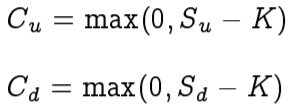 C_u = max(0, S_u − K)
C_d = max(0, S_d − K)